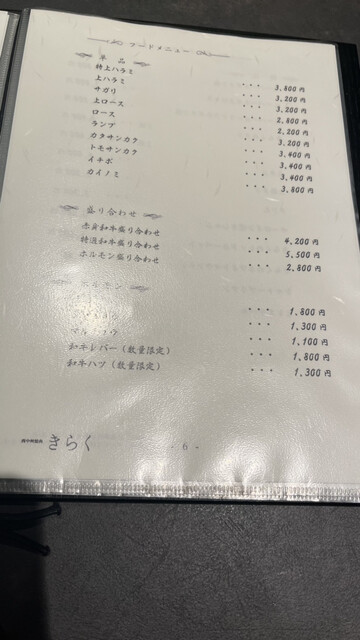 フードメニュー
単品
特上ハラミ ・・・ 3,800円
上ハラミ ・・・ 3,200円
サガリ ・・・ 3,200円
上ロース ・・・ 2,800円
ロース ・・・ 2,200円
ランプ ・・・ 3,200円
カタサンカク ・・・ 3,400円
トモサンカク ・・・ 3,400円
イチボ ・・・ 3,400円
カイノミ ・・・ 3,800円
盛り合わせ
赤身和牛盛り合わせ ・・・ 4,200円
特選和牛盛り合わせ ・・・ 5,500円
ホルモン盛り合わせ ・・・ 2,800円
ホルモン
・・・ 1,800円
・・・ 1,300円
・・・ 1,100円
和牛レバー（数量限定） ・・・ 1,800円
和牛ハツ（数量限定） ・・・ 1,300円
きらく
- 6 -